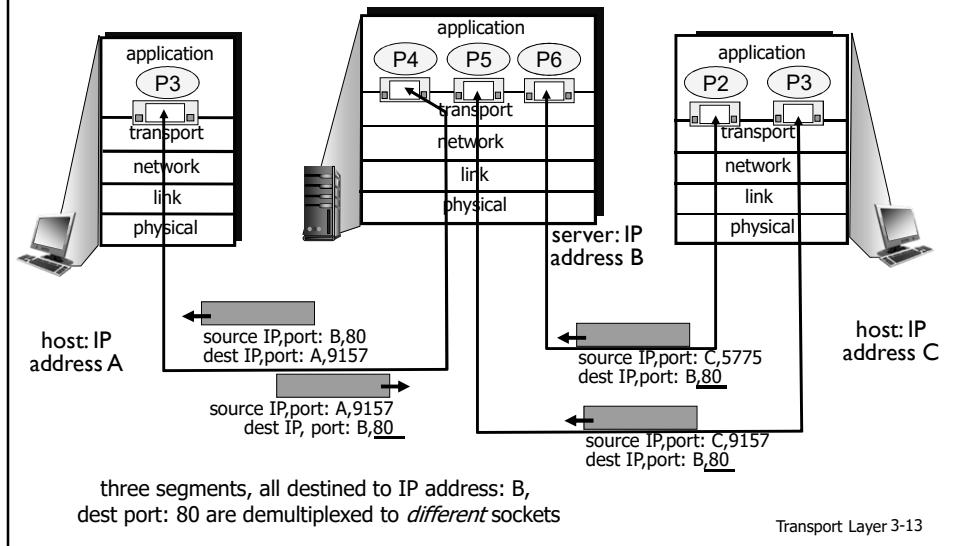 application
P3
transport
network
link
physical
host: IP
address A
application
P4 P5 P6
transport
network
link
physical
server: IP
address B
application
P2 P3
transport
network
link
physical
host: IP
address C
source IP,port: B,80
dest IP,port: A,9157
source IP,port: A,9157
dest IP, port: B,80
source IP,port: C,5775
dest IP,port: B,80
source IP,port: C,9157
dest IP,port: B,80
three segments, all destined to IP address: B,
dest port: 80 are demultiplexed to different sockets
Transport Layer 3-13